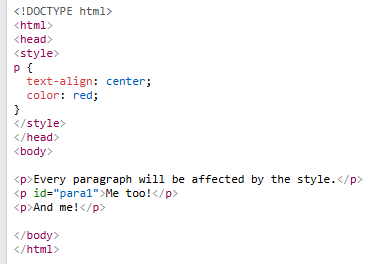 <!DOCTYPE html>
<html>
<head>
<style>
p {
  text-align: center;
  color: red;
}
</style>
</head>
<body>

<p>Every paragraph will be affected by the style.</p>
<p id="para1">Me too!</p>
<p>And me!</p>

</body>
</html>